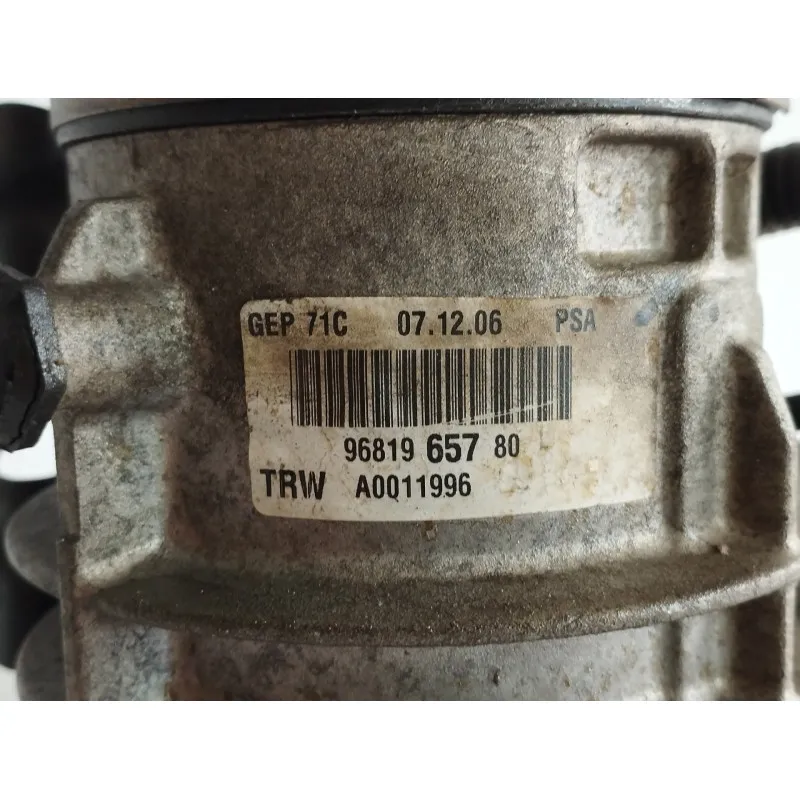 GEP 71C 07.12.06 PSA
96819 657 80
TRW A0011996